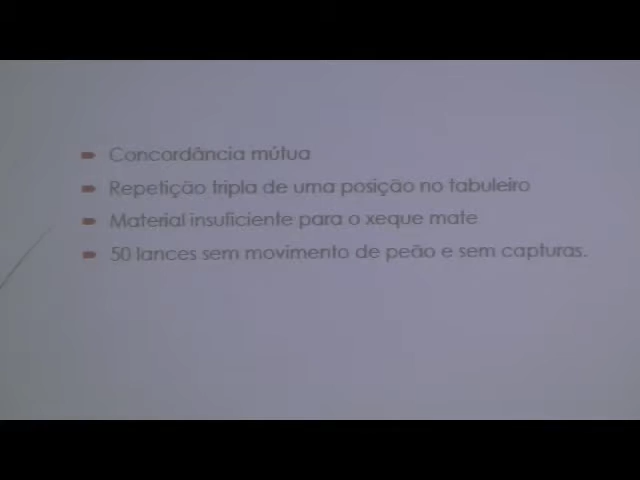 Concordância mútua
Repetição tripla de uma posição no tabuleiro
Material insuficiente para o xeque mate
50 lances sem movimento de peão e sem capturas.